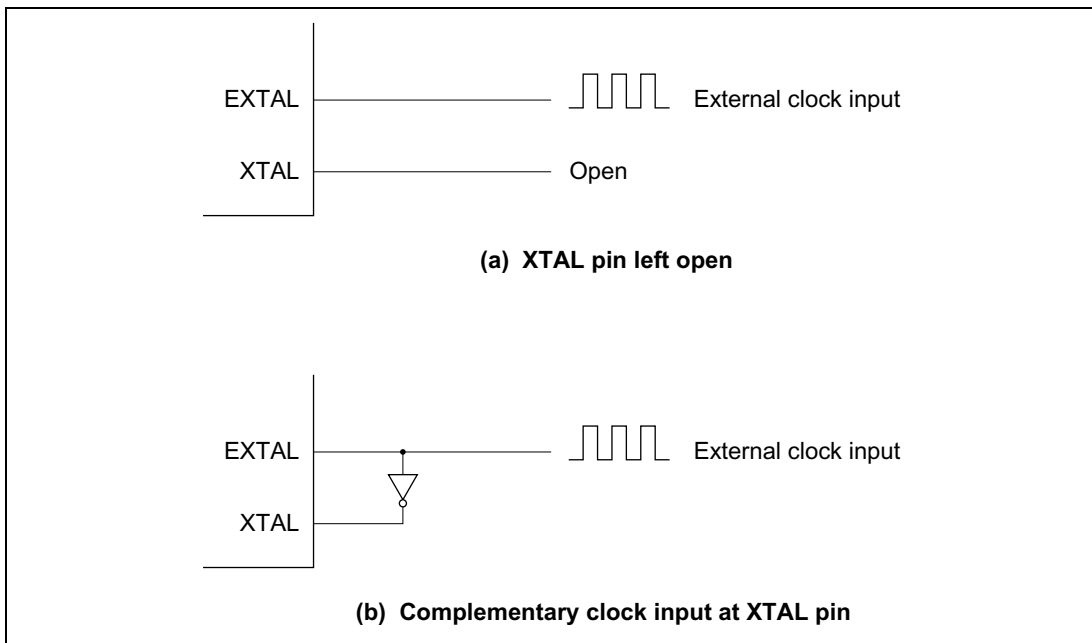 EXTAL External clock input
XTAL Open
(a) XTAL pin left open
EXTAL External clock input
XTAL
(b) Complementary clock input at XTAL pin